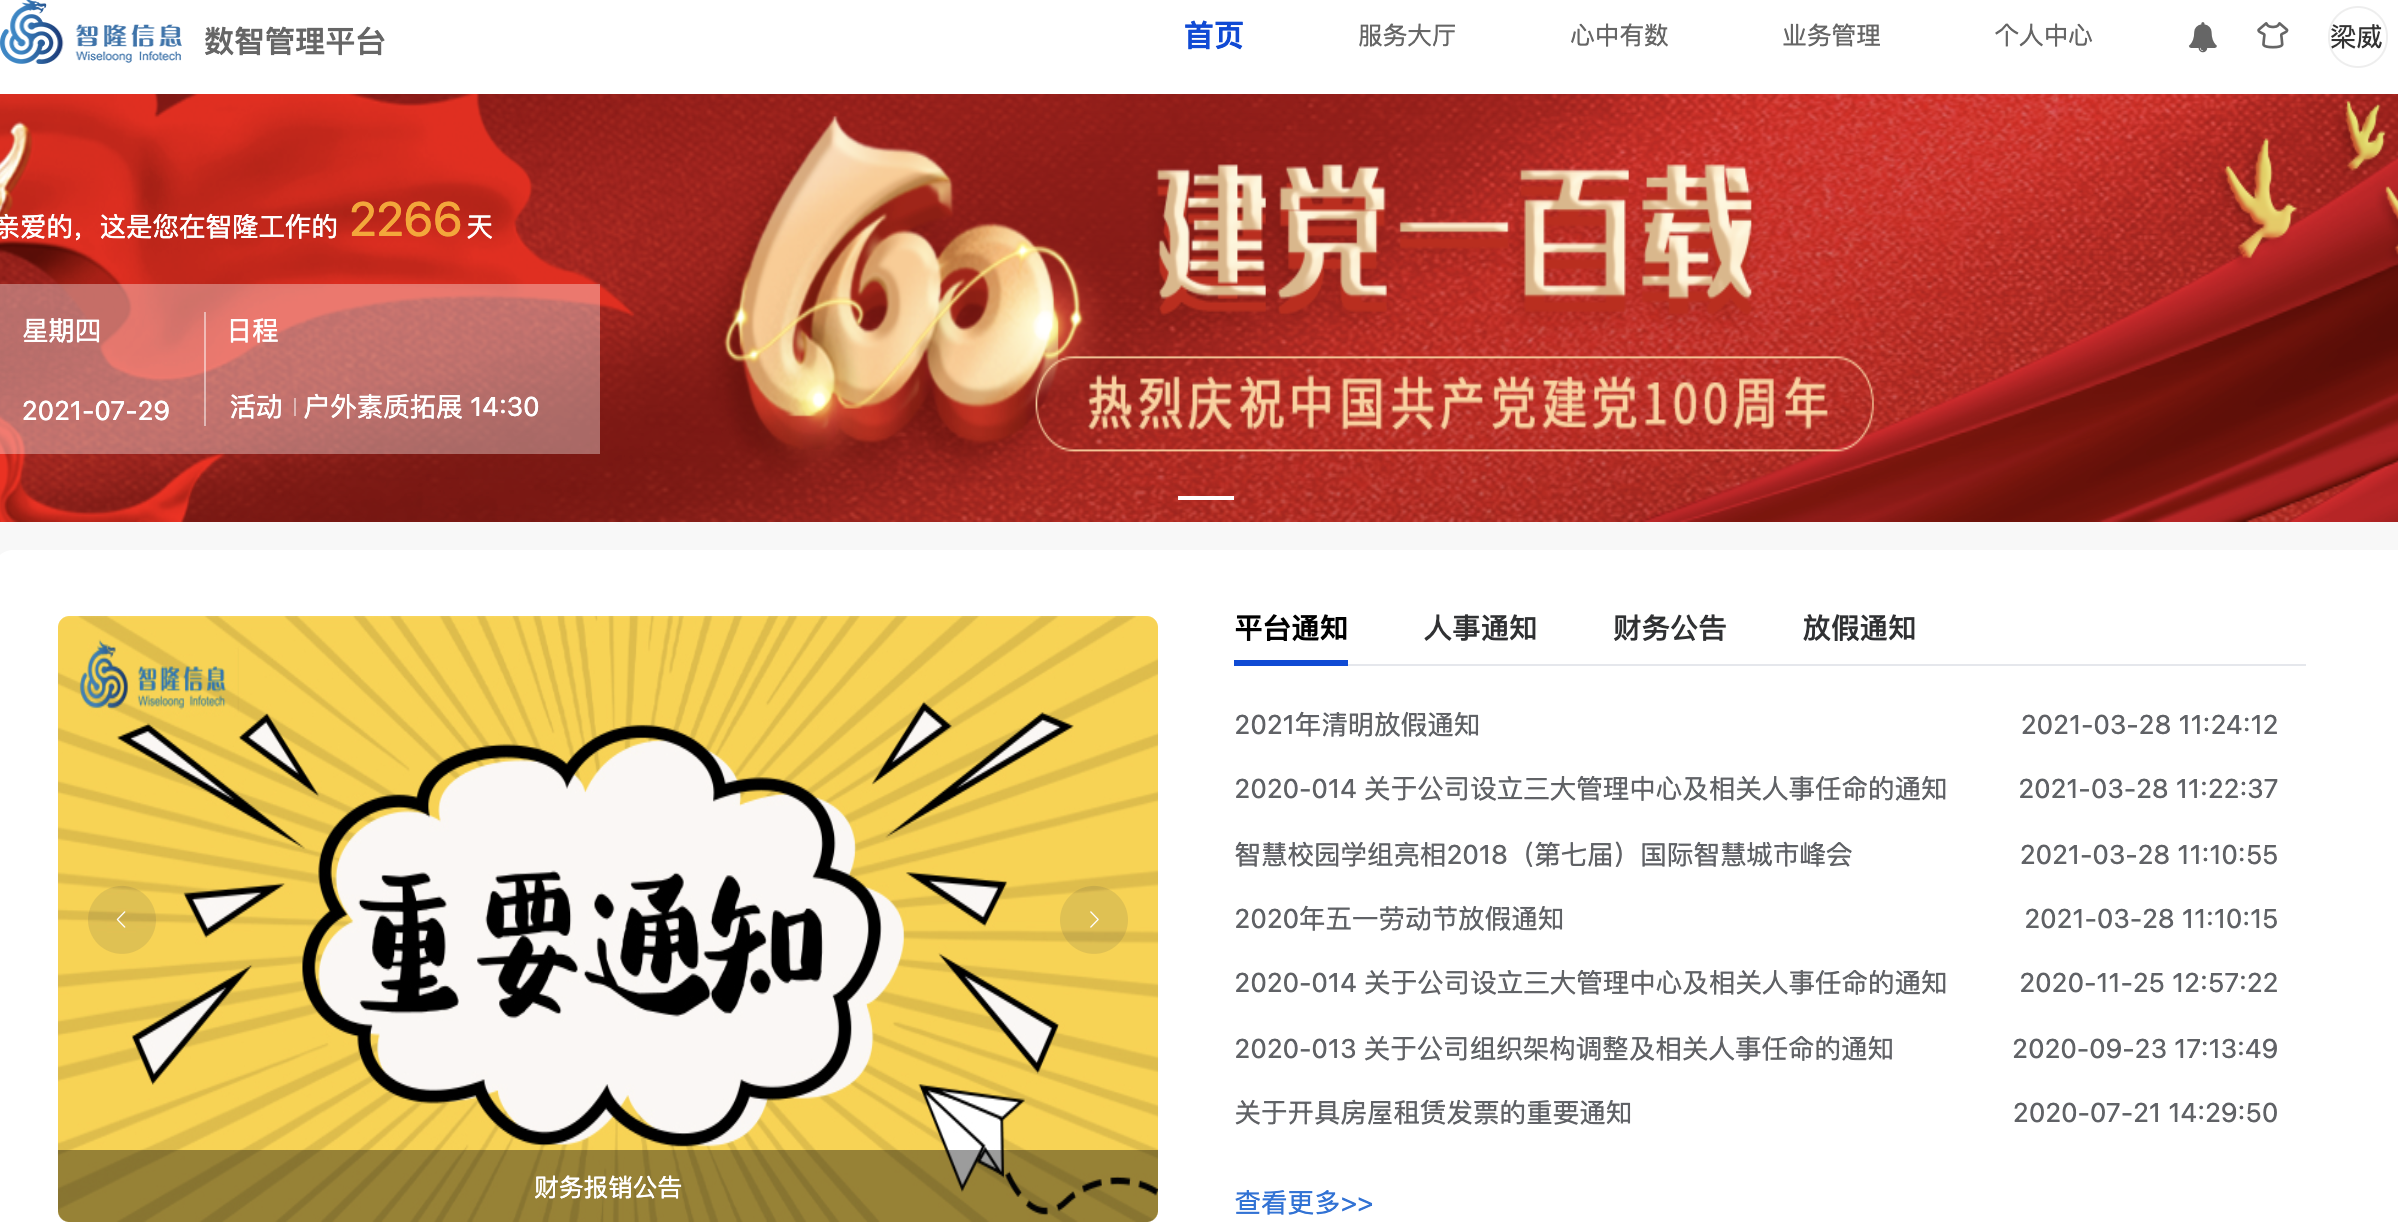 智隆信息
Wiseloong Infotech
数智管理平台
首页
服务大厅
心中有数
业务管理
个人中心
梁威
亲爱的，这是您在智隆工作的 2266天
星期四
2021-07-29
日程
活动 | 户外素质拓展 14:30
建党一百载
100
热烈庆祝中国共产党建党100周年
智隆信息
Wiseloong Infotech
重要通知
财务报销公告
平台通知
人事通知
财务公告
放假通知
2021年清明放假通知 2021-03-28 11:24:12
2020-014 关于公司设立三大管理中心及相关人事任命的通知 2021-03-28 11:22:37
智慧校园学组亮相2018（第七届）国际智慧城市峰会 2021-03-28 11:10:55
2020年五一劳动节放假通知 2021-03-28 11:10:15
2020-014 关于公司设立三大管理中心及相关人事任命的通知 2020-11-25 12:57:22
2020-013 关于公司组织架构调整及相关人事任命的通知 2020-09-23 17:13:49
关于开具房屋租赁发票的重要通知 2020-07-21 14:29:50
查看更多>>